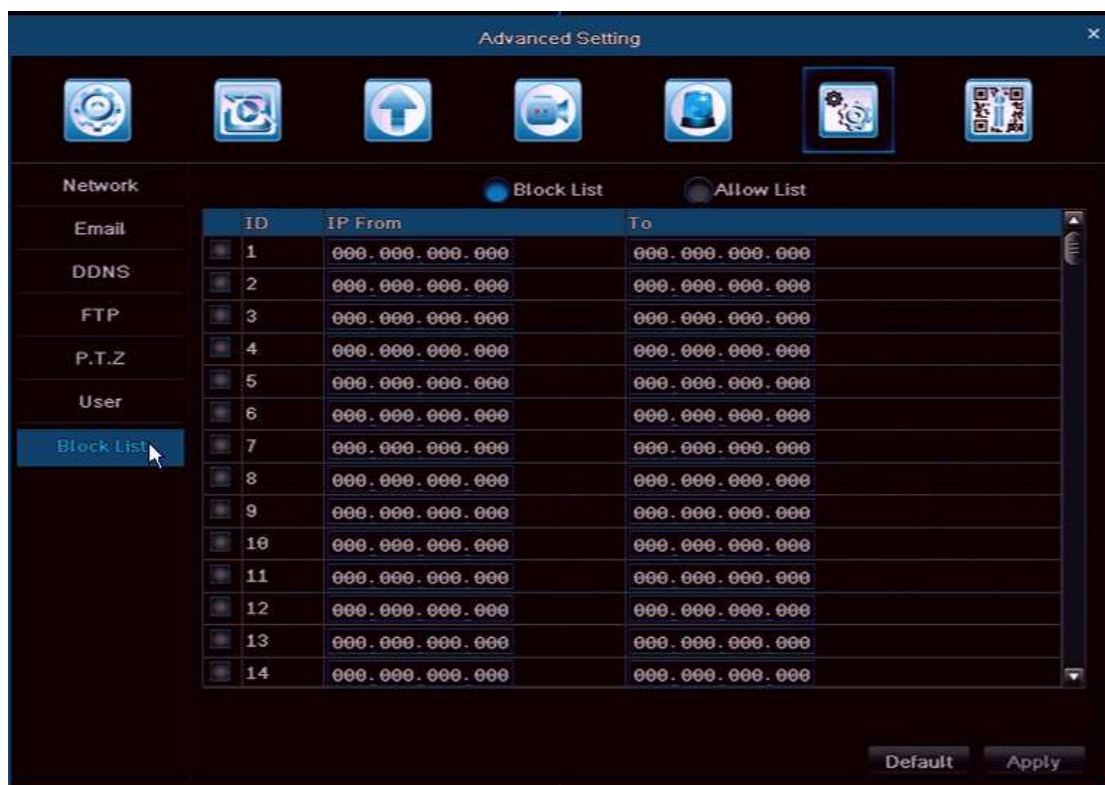 Advanced Setting
Network
Email
DDNS
FTP
P.T.Z
User
Block List
Block List Allow List
ID IP From To
1 000.000.000.000 000.000.000.000
2 000.000.000.000 000.000.000.000
3 000.000.000.000 000.000.000.000
4 000.000.000.000 000.000.000.000
5 000.000.000.000 000.000.000.000
6 000.000.000.000 000.000.000.000
7 000.000.000.000 000.000.000.000
8 000.000.000.000 000.000.000.000
9 000.000.000.000 000.000.000.000
10 000.000.000.000 000.000.000.000
11 000.000.000.000 000.000.000.000
12 000.000.000.000 000.000.000.000
13 000.000.000.000 000.000.000.000
14 000.000.000.000 000.000.000.000
Default Apply